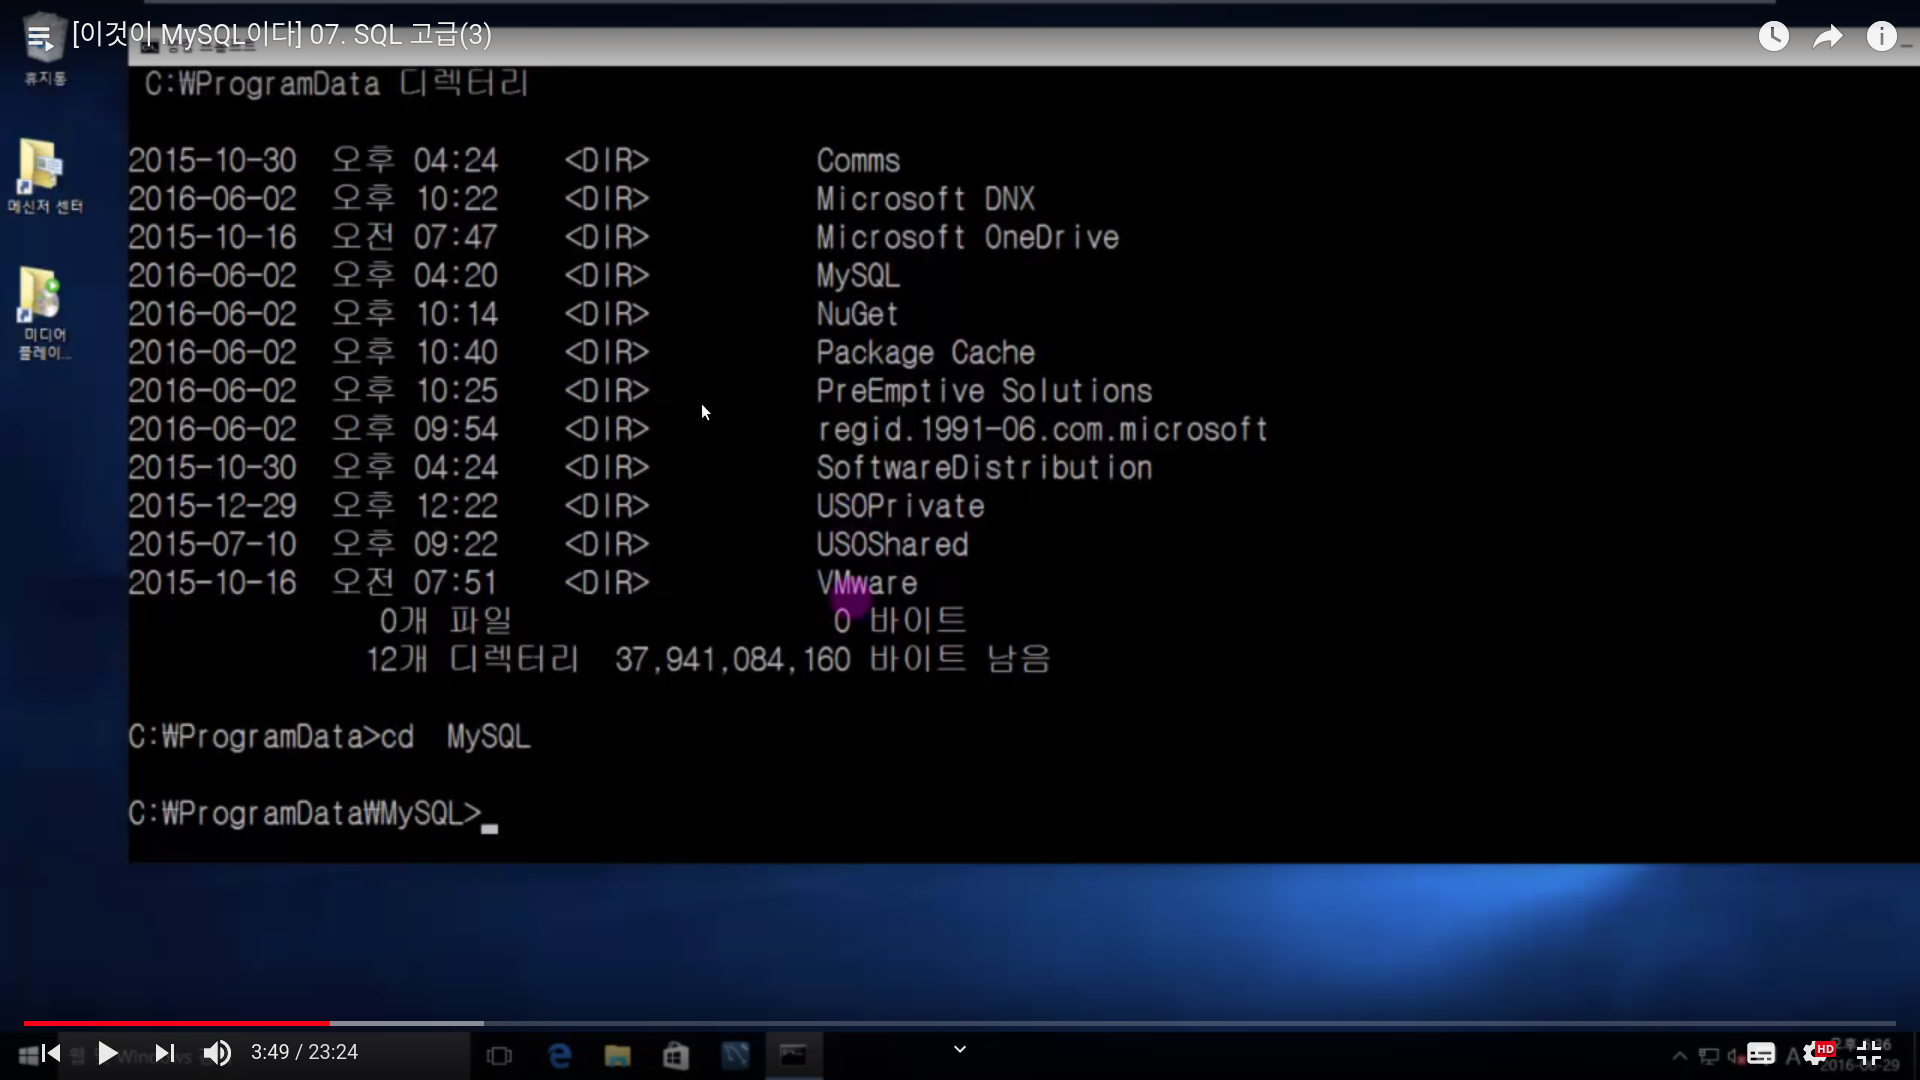 [이것이 MySQL이다] 07. SQL 고급(3)
휴지통
메신저 센터
미디어
플레이...
C:₩ProgramData 디렉터리
2015-10-30 오후 04:24 <DIR> Comms
2016-06-02 오후 10:22 <DIR> Microsoft DNX
2015-10-16 오전 07:47 <DIR> Microsoft OneDrive
2016-06-02 오후 04:20 <DIR> MySQL
2016-06-02 오후 10:14 <DIR> NuGet
2016-06-02 오후 10:40 <DIR> Package Cache
2016-06-02 오후 10:25 <DIR> PreEmptive Solutions
2016-06-02 오후 09:54 <DIR> regid.1991-06.com.microsoft
2015-10-30 오후 04:24 <DIR> SoftwareDistribution
2015-12-29 오후 12:22 <DIR> USOPrivate
2015-07-10 오후 09:22 <DIR> USOShared
2015-10-16 오전 07:51 <DIR> VMware
0개 파일 0 바이트
12개 디렉터리 37,941,084,160 바이트 남음
C:₩ProgramData>cd  MySQL
C:₩ProgramData₩MySQL>
3:49 / 23:24
HD